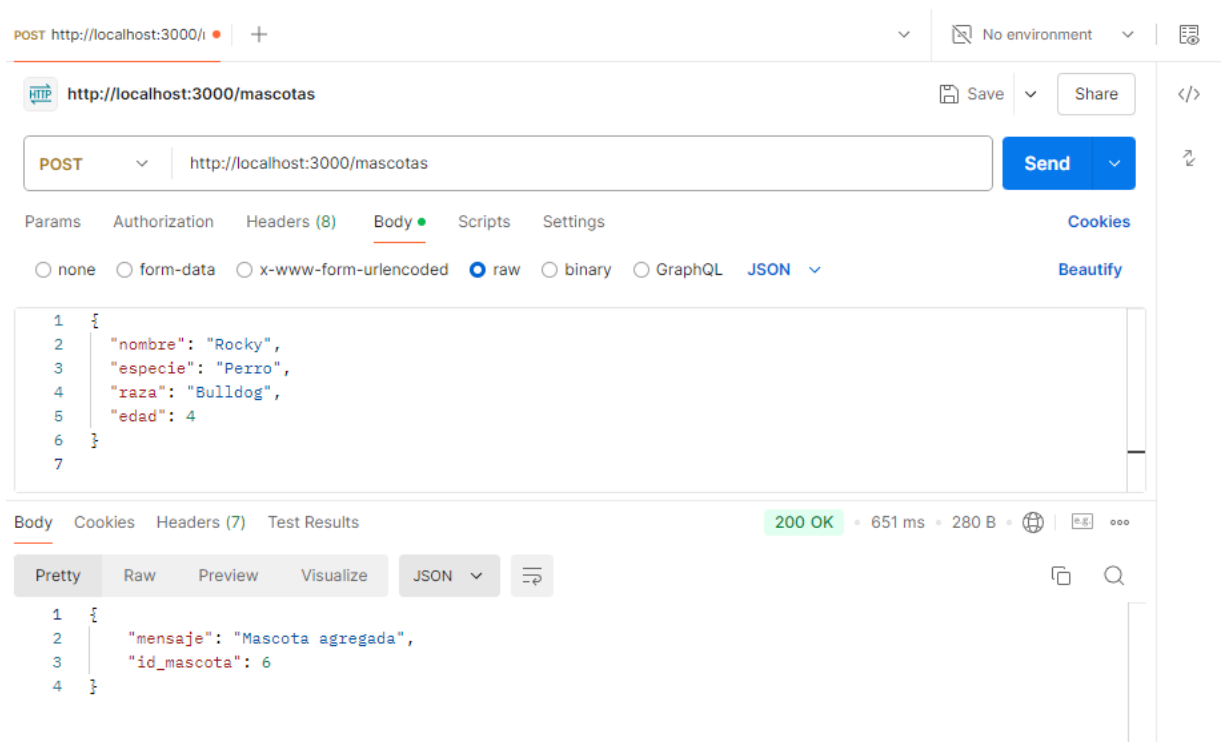 POST http://localhost:3000/
No environment
HTTP http://localhost:3000/mascotas
Save
Share
POST
http://localhost:3000/mascotas
Send
Params Authorization Headers (8) Body Scripts Settings Cookies
none form-data x-www-form-urlencoded raw binary GraphQL JSON Beautify
1 {
2 "nombre": "Rocky",
3 "especie": "Perro",
4 "raza": "Bulldog",
5 "edad": 4
6 }
7
Body Cookies Headers (7) Test Results 200 OK 651 ms 280 B e.g.
Pretty Raw Preview Visualize JSON
1 {
2 "mensaje": "Mascota agregada",
3 "id_mascota": 6
4 }